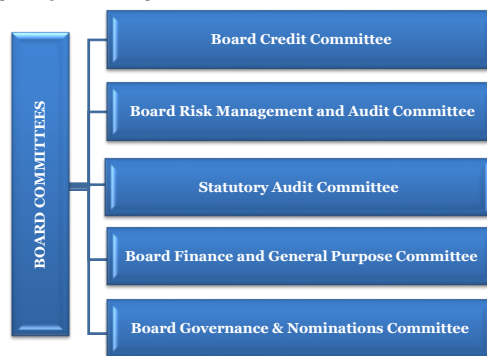 BOARD COMMITTEES
Board Credit Committee
Board Risk Management and Audit Committee
Statutory Audit Committee
Board Finance and General Purpose Committee
Board Governance & Nominations Committee